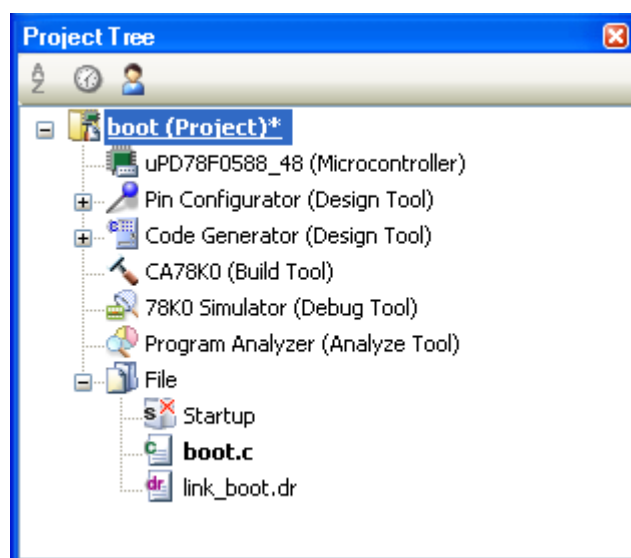 Project Tree
A
Z
boot (Project)*
uPD78F0588_48 (Microcontroller)
Pin Configurator (Design Tool)
Code Generator (Design Tool)
CA78K0 (Build Tool)
78K0 Simulator (Debug Tool)
Program Analyzer (Analyze Tool)
File
S Startup
C boot.c
dr link_boot.dr